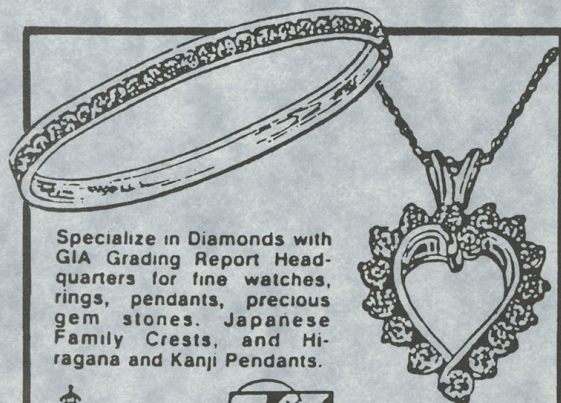 Specialize in Diamonds with
GIA Grading Report Head-
quarters for fine watches,
rings, pendants, precious
gem stones. Japanese
Family Crests, and Hi-
ragana and Kanji Pendants.